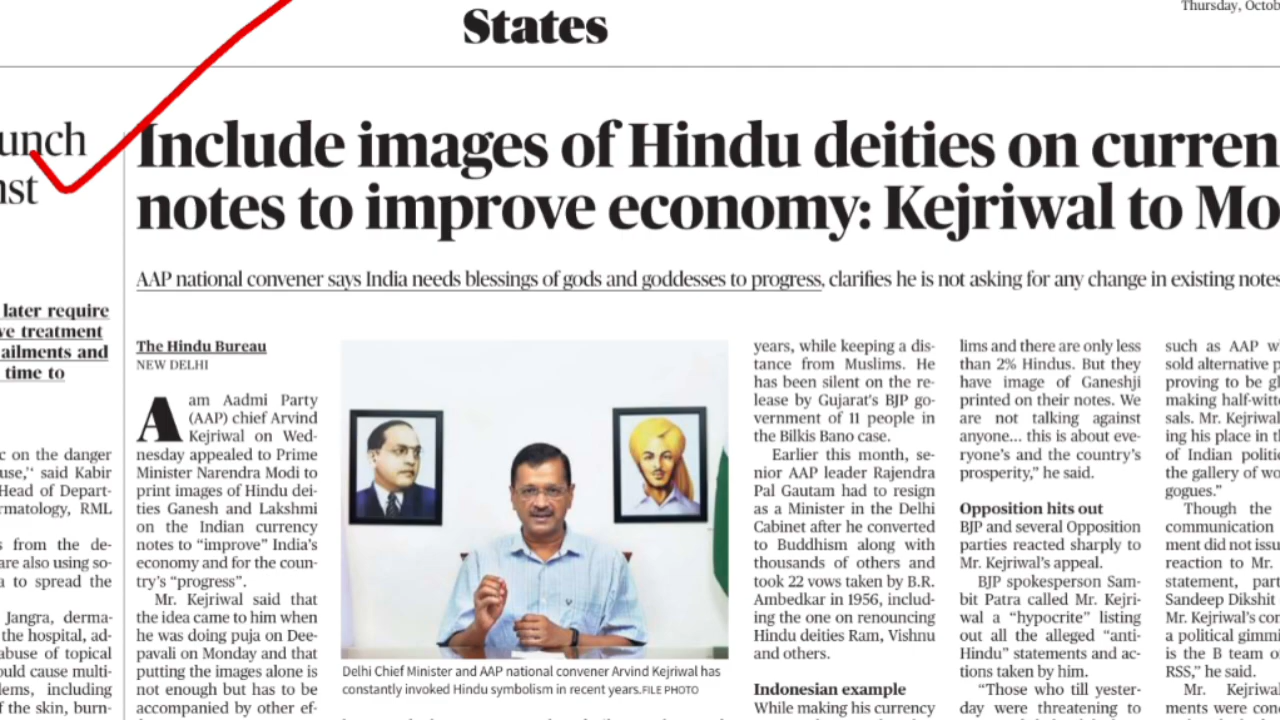 States
Thursday, Octob
unch
nst
Include images of Hindu deities on curren
notes to improve economy: Kejriwal to Mo
AAP national convener says India needs blessings of gods and goddesses to progress, clarifies he is not asking for any change in existing notes
later require
ve treatment
ailments and
time to
c on the danger
use,'' said Kabir
Head of Depart-
rmatology, RML
s from the de-
are also using so-
a to spread the
Jangra, derma-
the hospital, ad-
abuse of topical
ould cause multi-
lems, including
f the skin, burn-
The Hindu Bureau
NEW DELHI
Aam Aadmi Party
(AAP) chief Arvind
Kejriwal on Wed-
nesday appealed to Prime
Minister Narendra Modi to
print images of Hindu dei-
ties Ganesh and Lakshmi
on the Indian currency
notes to “improve” India's
economy and for the coun-
try's “progress”.
Mr. Kejriwal said that
the idea came to him when
he was doing puja on Dee-
pavali on Monday and that
putting the images alone is
not enough but has to be
accompanied by other ef-
Delhi Chief Minister and AAP national convener Arvind Kejriwal has
constantly invoked Hindu symbolism in recent years. FILE PHOTO
years, while keeping a dis-
tance from Muslims. He
has been silent on the re-
lease by Gujarat's BJP go-
vernment of 11 people in
the Bilkis Bano case.
Earlier this month, se-
nior AAP leader Rajendra
Pal Gautam had to resign
as a Minister in the Delhi
Cabinet after he converted
to Buddhism along with
thousands of others and
took 22 vows taken by B.R.
Ambedkar in 1956, includ-
ing the one on renouncing
Hindu deities Ram, Vishnu
and others.
Indonesian example
While making his currency
lims and there are only less
than 2% Hindus. But they
have image of Ganeshji
printed on their notes. We
are not talking against
anyone... this is about eve-
ryone's and the country's
prosperity,” he said.
Opposition hits out
BJP and several Opposition
parties reacted sharply to
Mr. Kejriwal's appeal.
BJP spokesperson Sam-
bit Patra called Mr. Kejri-
wal a “hypocrite” listing
out all the alleged “anti-
Hindu” statements and ac-
tions taken by him.
“Those who till yester-
day were threatening to
such as AAP w
sold alternative p
proving to be gl
making half-witt
sals. Mr. Kejriwal
ing his place in th
of Indian politic
the gallery of wo
gogues.”
Though the
communication
ment did not issu
reaction to Mr.
statement, part
Sandeep Dikshit
Mr. Kejriwal's con
a political gimm
is the B team o
RSS,” he said.
Mr. Kejriwal
ments were con